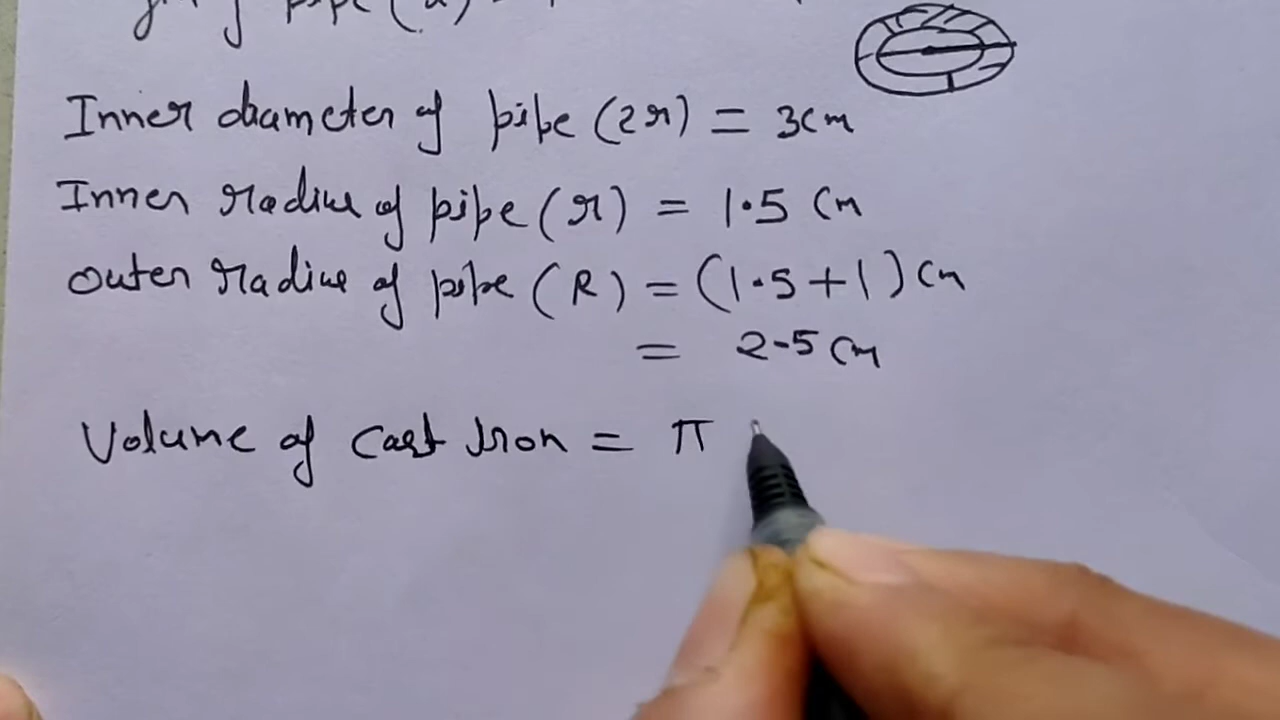 Inner diameter of pipe (2r) = 3cm
Inner radius of pipe (r) = 1.5 cm
Outer radius of pipe (R) = (1.5+1) cm
= 2.5 cm
Volume of cast Iron = π